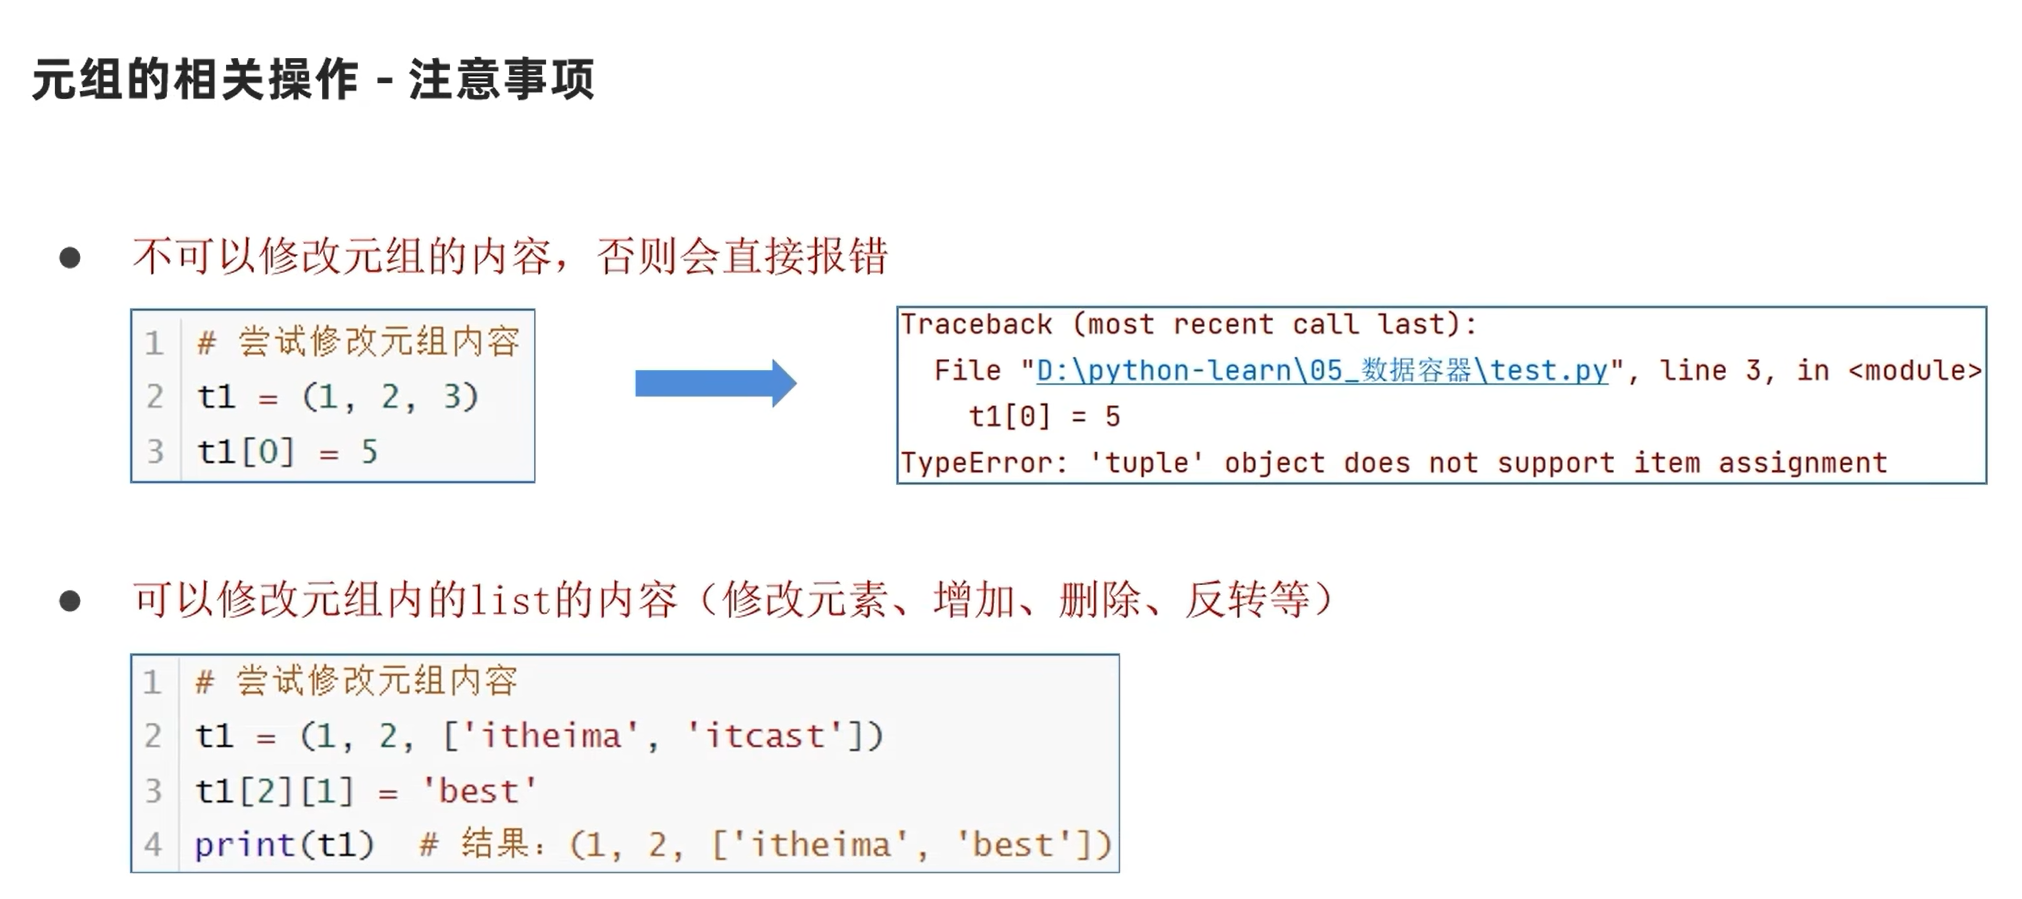 元组的相关操作 - 注意事项
● 不可以修改元组的内容，否则会直接报错
1 # 尝试修改元组内容
2 t1 = (1, 2, 3)
3 t1[0] = 5
Traceback (most recent call last):
File "D:\python-learn\05_数据容器\test.py", line 3, in <module>
t1[0] = 5
TypeError: 'tuple' object does not support item assignment
● 可以修改元组内的list的内容（修改元素、增加、删除、反转等）
1 # 尝试修改元组内容
2 t1 = (1, 2, ['itheima', 'itcast'])
3 t1[2][1] = 'best'
4 print(t1)  # 结果：(1, 2, ['itheima', 'best'])